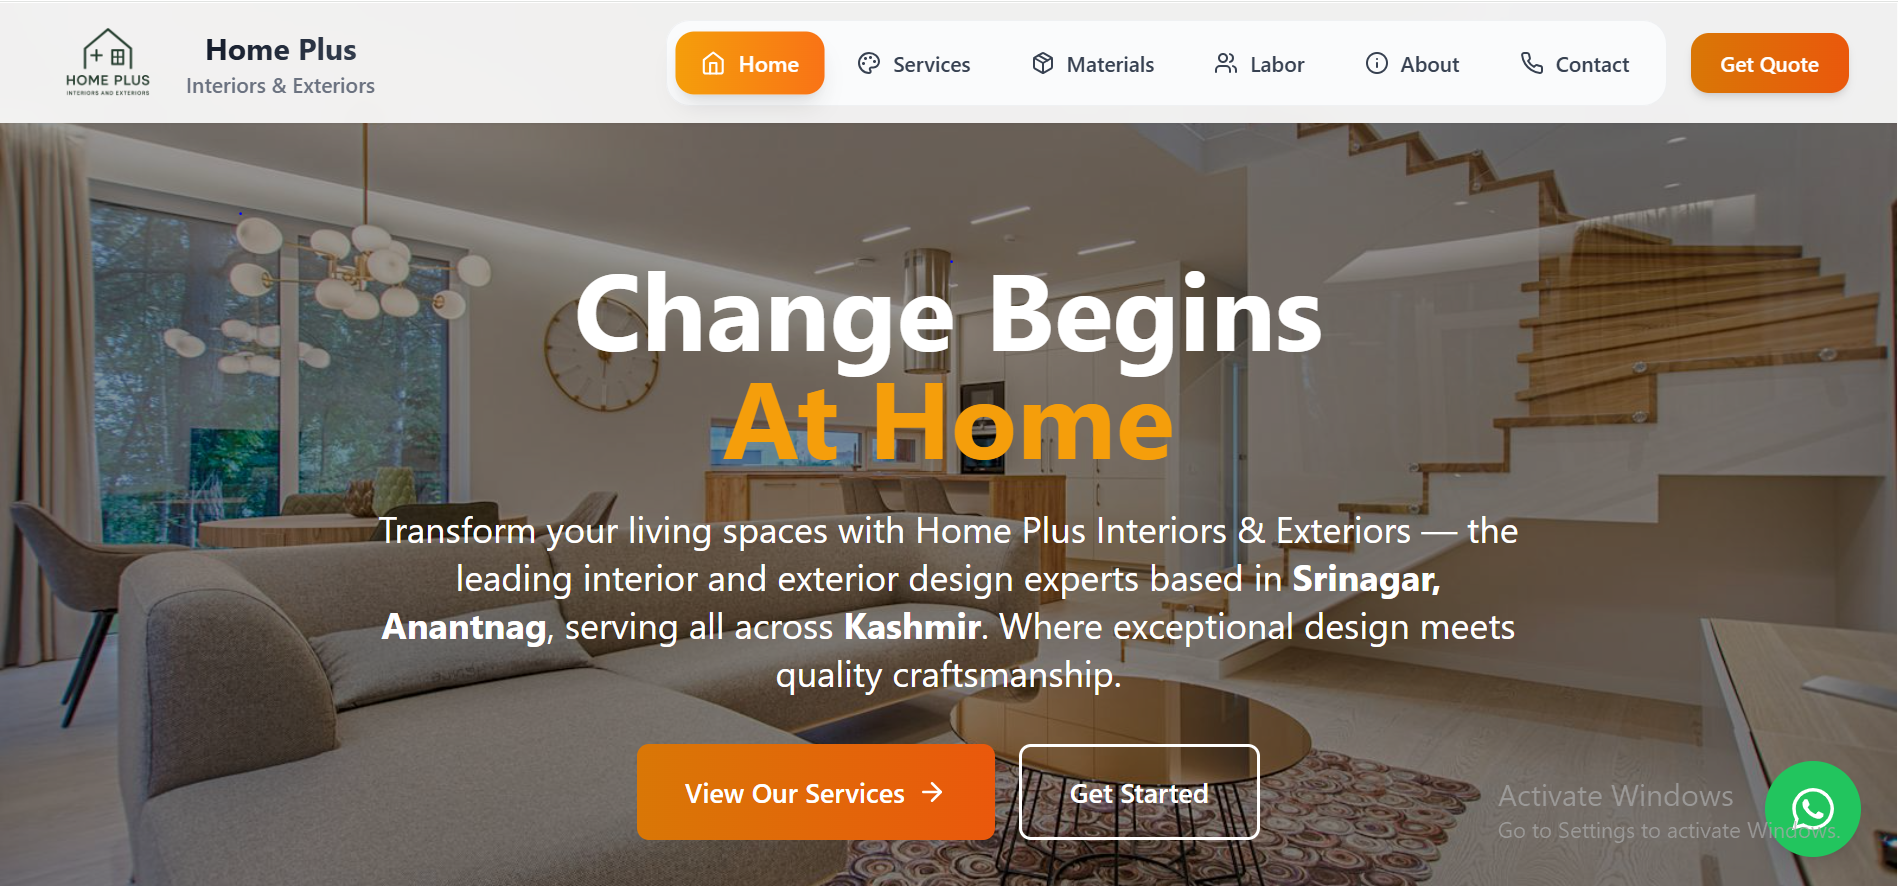 HOME PLUS
INTERIORS AND EXTERIORS
Home Plus
Interiors & Exteriors
Home
Services
Materials
Labor
About
Contact
Get Quote
Change Begins
At Home
Transform your living spaces with Home Plus Interiors & Exteriors — the
leading interior and exterior design experts based in Srinagar,
Anantnag, serving all across Kashmir. Where exceptional design meets
quality craftsmanship.
View Our Services
Get Started
Activate Windows
Go to Settings to activate Windows.